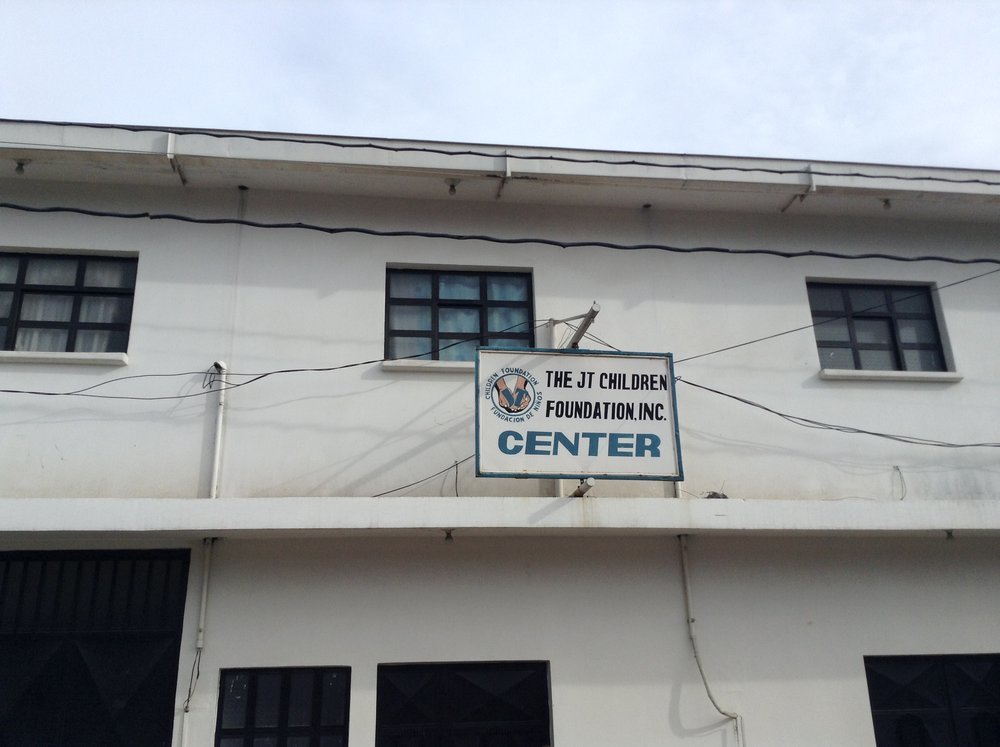 CHILDREN FOUNDATION
FUNDACION DE NIÑOS
THE JT CHILDREN
FOUNDATION, INC.
CENTER